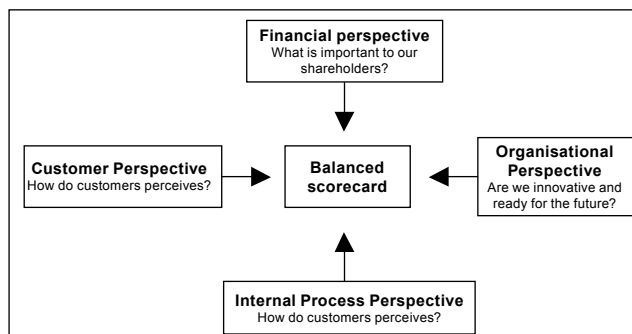 Financial perspective
What is important to our
shareholders?
Customer Perspective
How do customers perceives?
Balanced
scorecard
Organisational
Perspective
Are we innovative and
ready for the future?
Internal Process Perspective
How do customers perceives?